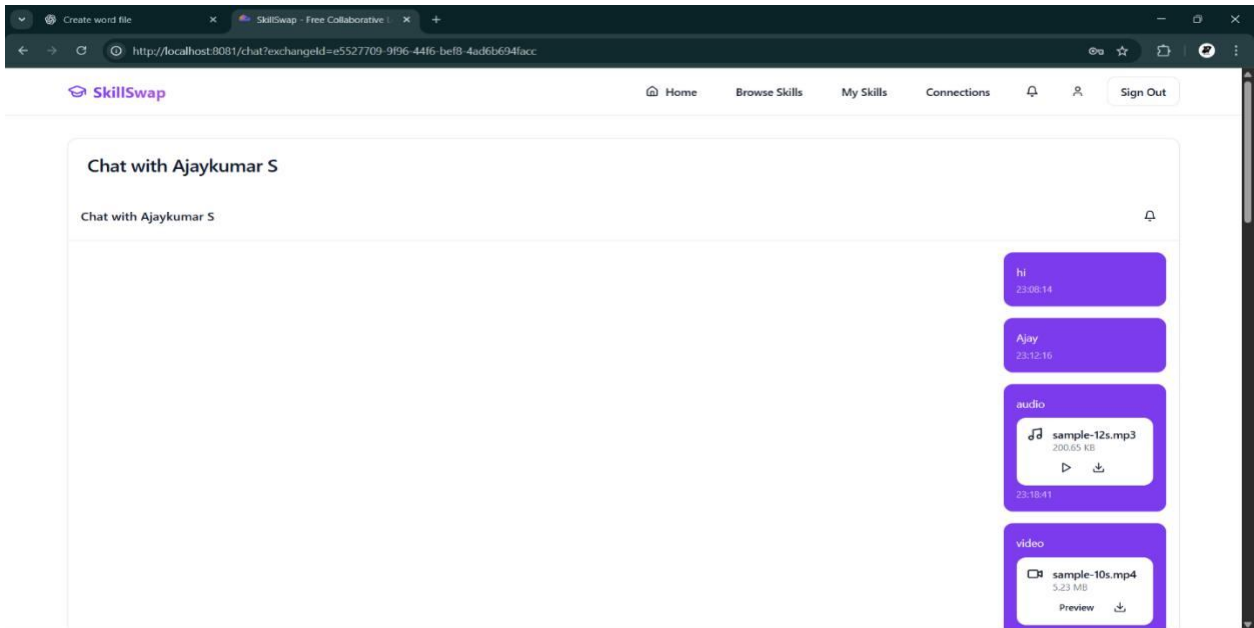 Create word file
SkillSwap - Free Collaborative L
http://localhost:8081/chat?exchangeId=e5527709-9f96-44f6-bef8-4ad6b694facc
SkillSwap
Home Browse Skills My Skills Connections Sign Out
Chat with Ajaykumar S
Chat with Ajaykumar S
hi
23:08:14
Ajay
23:12:16
audio
sample-12s.mp3
200.65 KB
23:18:41
video
sample-10s.mp4
5.23 MB
Preview